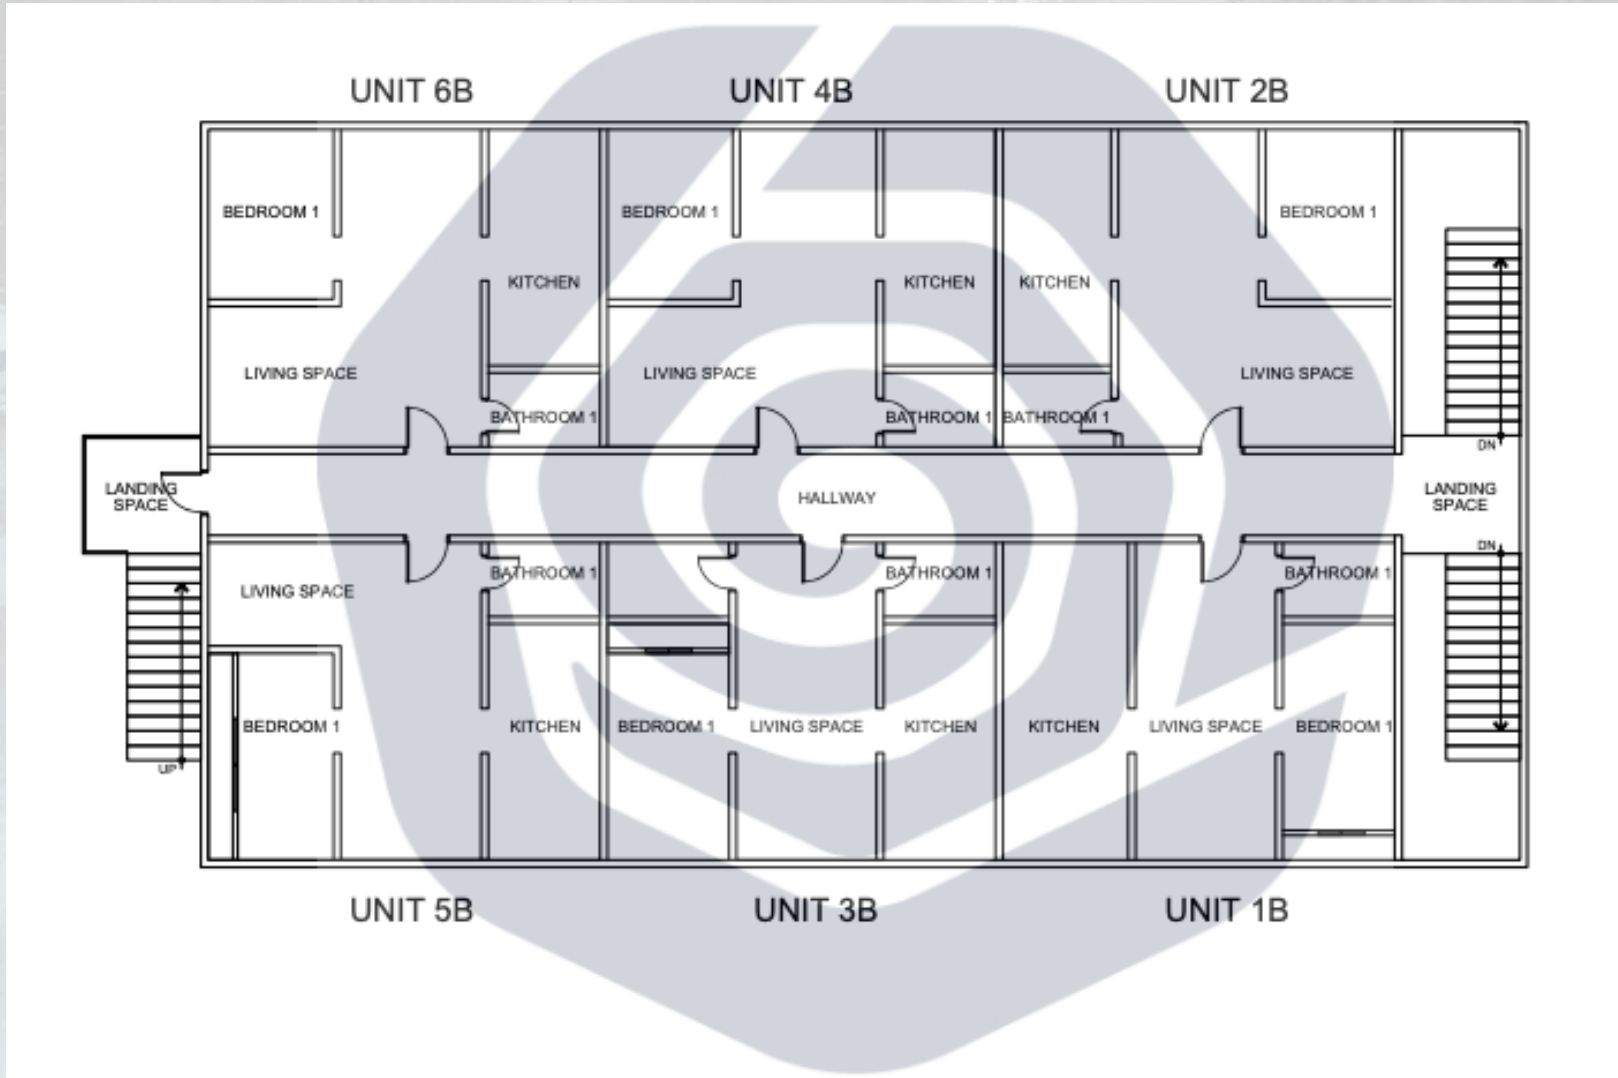 UNIT 6B
UNIT 4B
UNIT 2B
BEDROOM 1
BEDROOM 1
BEDROOM 1
KITCHEN
KITCHEN
KITCHEN
LIVING SPACE
LIVING SPACE
LIVING SPACE
BATHROOM 1
BATHROOM 1
BATHROOM 1
DN
LANDING
SPACE
HALLWAY
LANDING
SPACE
DN
LIVING SPACE
BATHROOM 1
BATHROOM 1
BATHROOM 1
BEDROOM 1
KITCHEN
BEDROOM 1
LIVING SPACE
KITCHEN
KITCHEN
LIVING SPACE
BEDROOM 1
UP
UNIT 5B
UNIT 3B
UNIT 1B